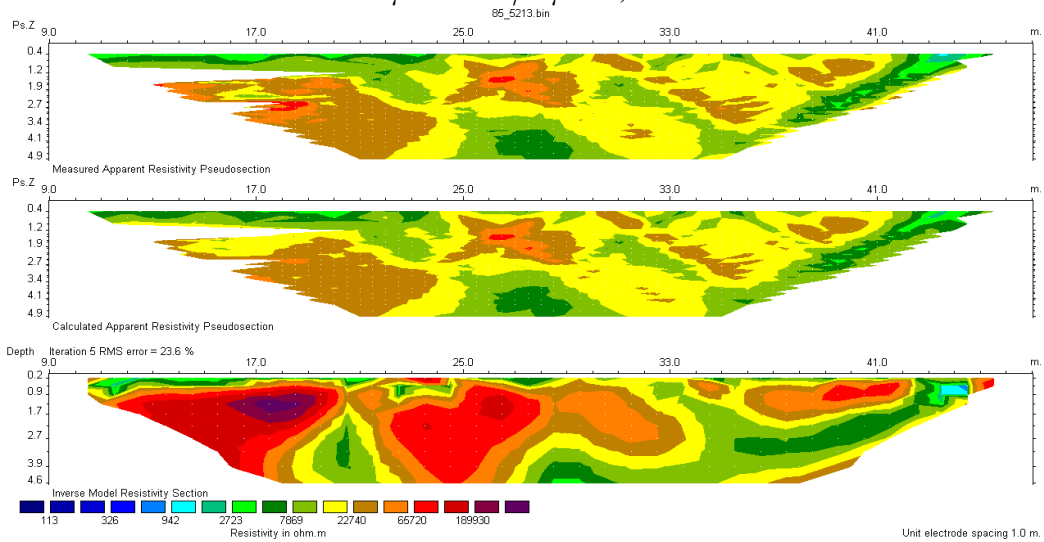 85_5213.bin
Ps.Z 9.0 17.0 25.0 33.0 41.0 m.
0.4
1.2
1.9
2.7
3.4
4.1
4.9
Measured Apparent Resistivity Pseudosection
Ps.Z 9.0 17.0 25.0 33.0 41.0 m.
0.4
1.2
1.9
2.7
3.4
4.1
4.9
Calculated Apparent Resistivity Pseudosection
Depth Iteration 5 RMS error = 23.6 %
9.0 17.0 25.0 33.0 41.0 m.
0.2
0.9
1.7
2.7
3.9
4.6
Inverse Model Resistivity Section
113 326 942 2723 7869 22740 65720 189930
Resistivity in ohm.m
Unit electrode spacing 1.0 m.